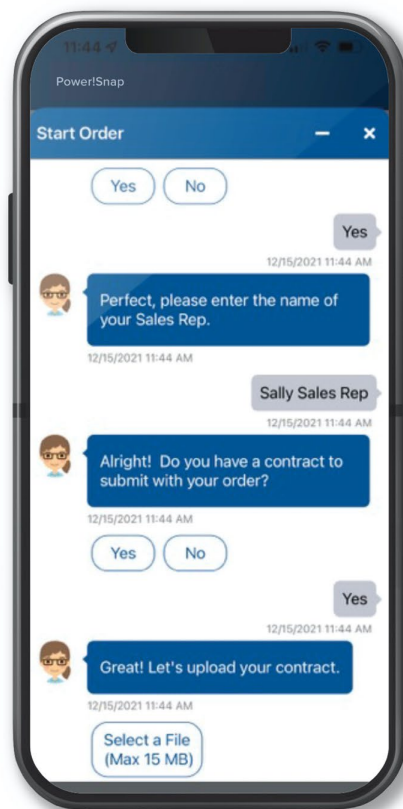 11:44
Power!Snap
Start Order
Yes No
Yes
12/15/2021 11:44 AM
Perfect, please enter the name of
your Sales Rep.
12/15/2021 11:44 AM
Sally Sales Rep
12/15/2021 11:44 AM
Alright! Do you have a contract to
submit with your order?
12/15/2021 11:44 AM
Yes No
Yes
12/15/2021 11:44 AM
Great! Let's upload your contract.
12/15/2021 11:44 AM
Select a File
(Max 15 MB)